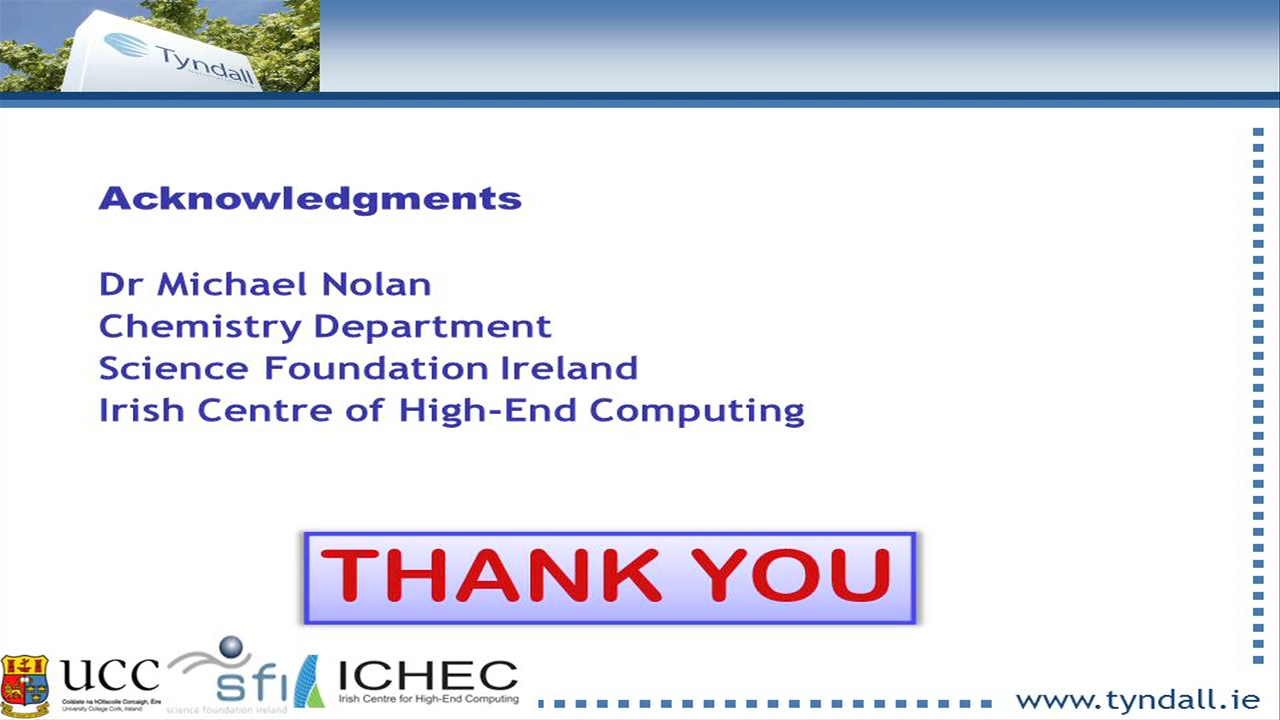 Tyndall
Acknowledgments
Dr Michael Nolan
Chemistry Department
Science Foundation Ireland
Irish Centre of High-End Computing
THANK YOU
UCC
Coláiste na hOllscoile Corcaigh, Éire
University College Cork, Ireland
sfi
science foundation ireland
ICHEC
Irish Centre for High-End Computing
www.tyndall.ie